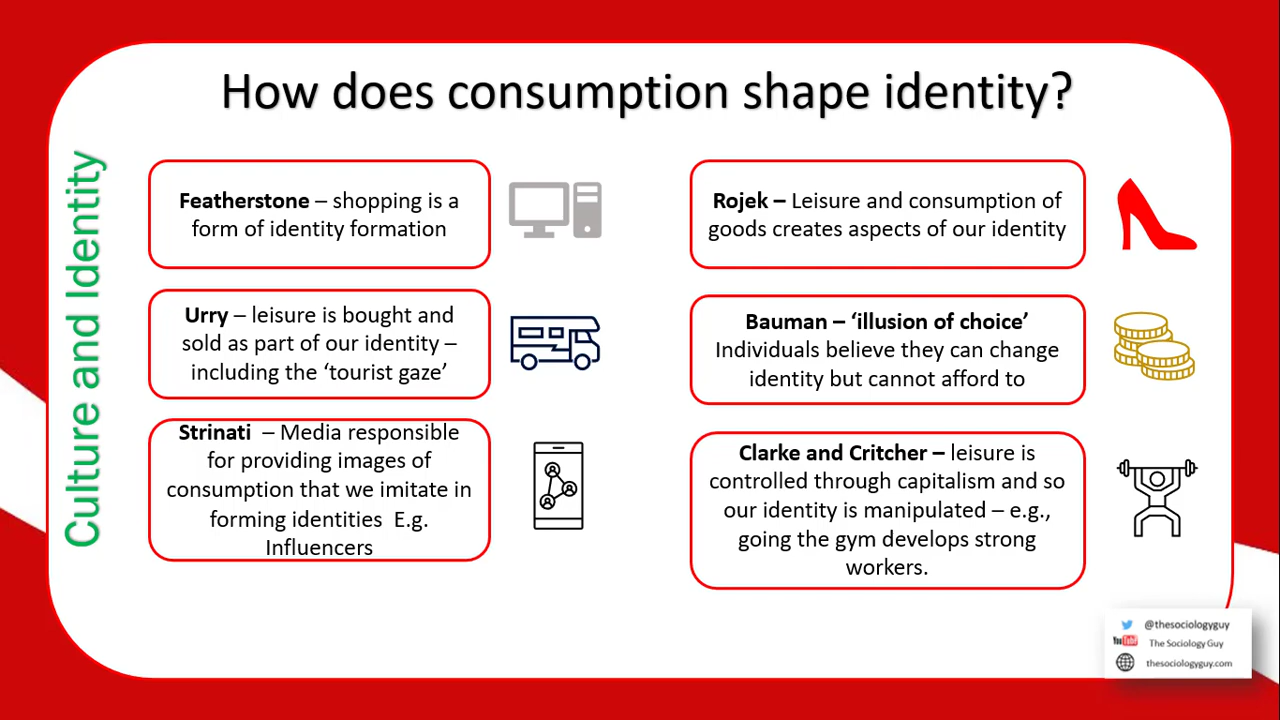 How does consumption shape identity?
Culture and Identity
Featherstone – shopping is a
form of identity formation
Urry – leisure is bought and
sold as part of our identity –
including the ‘tourist gaze’
Strinati – Media responsible
for providing images of
consumption that we imitate in
forming identities E.g.
Influencers
Rojek – Leisure and consumption of
goods creates aspects of our identity
Bauman – ‘illusion of choice’
Individuals believe they can change
identity but cannot afford to
Clarke and Critcher – leisure is
controlled through capitalism and so
our identity is manipulated – e.g.,
going the gym develops strong
workers.
@thesociologyguy
YouTube The Sociology Guy
thesociologyguy.com